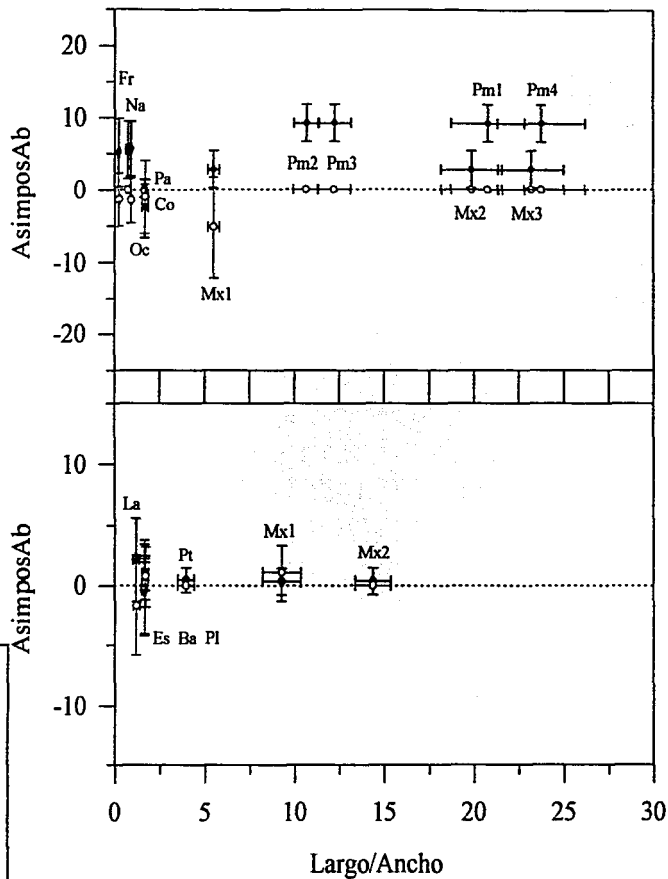 20
Fr
Na
10
Pm1 Pm4
Pa
Pm2 Pm3
0
Co
Mx2 Mx3
Oc
-10
Mx1
-20
AsimposAb
10
La
Mx1
Pt
Mx2
0
Es Ba Pl
-10
AsimposAb
0 5 10 15 20 25 30
Largo/Ancho